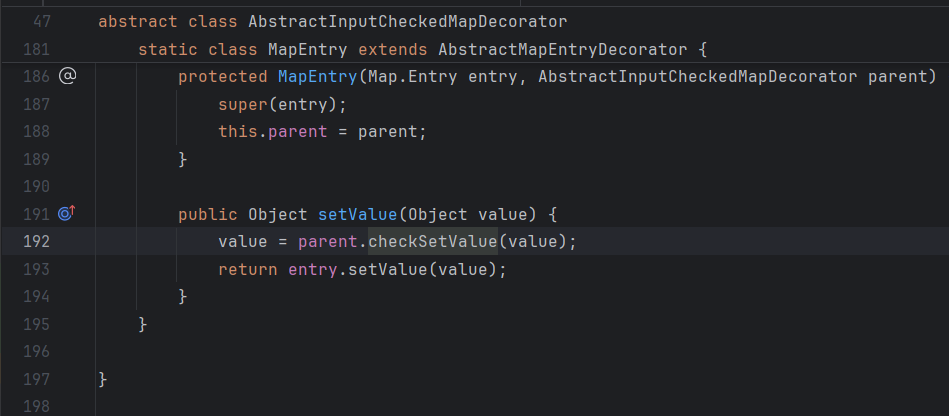 47 abstract class AbstractInputCheckedMapDecorator
181 static class MapEntry extends AbstractMapEntryDecorator {
186 @ protected MapEntry(Map.Entry entry, AbstractInputCheckedMapDecorator parent)
187 super(entry);
188 this.parent = parent;
189 }
190
191 public Object setValue(Object value) {
192 value = parent.checkSetValue(value);
193 return entry.setValue(value);
194 }
195 }
196
197 }
198